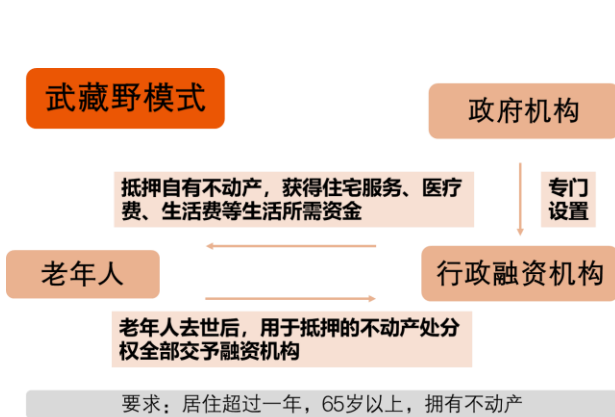 武藏野模式
政府机构
抵押自有不动产，获得住宅服务、医疗
费、生活费等生活所需资金
专门
设置
老年人
行政融资机构
老年人去世后，用于抵押的不动产处分
权全部交予融资机构
要求：居住超过一年，65岁以上，拥有不动产